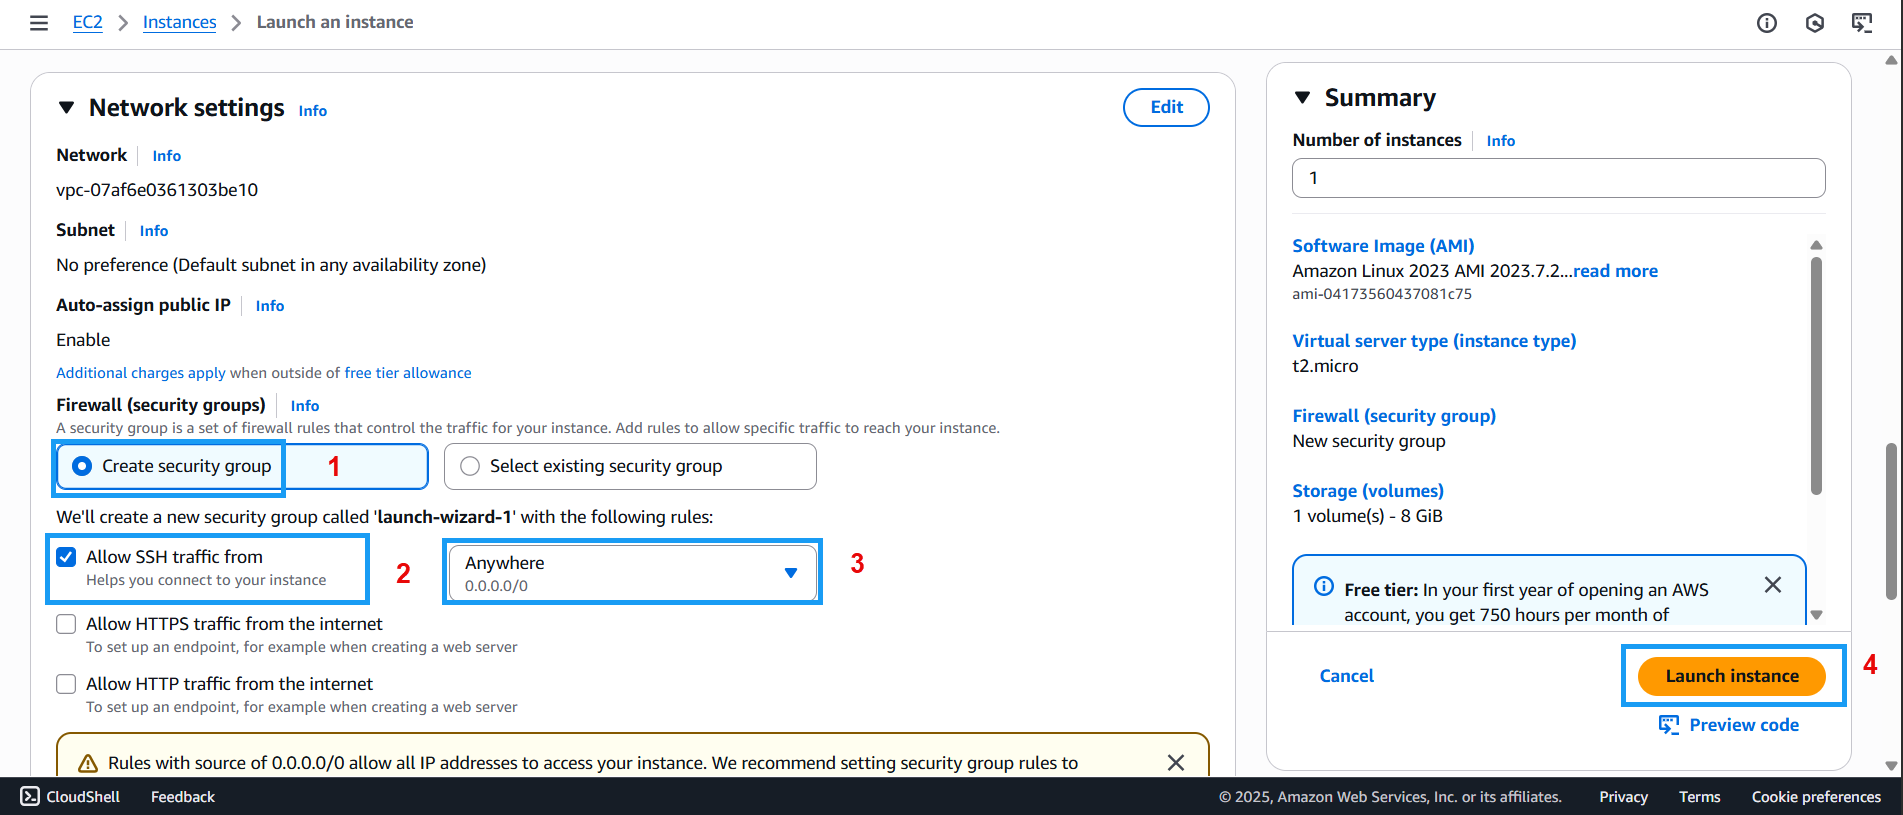 EC2 > Instances > Launch an instance
Network settings Info
Edit
Network Info
vpc-07af6e0361303be10
Subnet Info
No preference (Default subnet in any availability zone)
Auto-assign public IP Info
Enable
Additional charges apply when outside of free tier allowance
Firewall (security groups) Info
A security group is a set of firewall rules that control the traffic for your instance. Add rules to allow specific traffic to reach your instance.
Create security group 1
Select existing security group
We'll create a new security group called 'launch-wizard-1' with the following rules:
Allow SSH traffic from
Helps you connect to your instance
2
Anywhere
0.0.0.0/0
3
Allow HTTPS traffic from the internet
To set up an endpoint, for example when creating a web server
Allow HTTP traffic from the internet
To set up an endpoint, for example when creating a web server
Rules with source of 0.0.0.0/0 allow all IP addresses to access your instance. We recommend setting security group rules to
Summary
Number of instances Info
1
Software Image (AMI)
Amazon Linux 2023 AMI 2023.7.2...read more
ami-04173560437081c75
Virtual server type (instance type)
t2.micro
Firewall (security group)
New security group
Storage (volumes)
1 volume(s) - 8 GiB
Free tier: In your first year of opening an AWS
account, you get 750 hours per month of
Cancel
Launch instance
4
Preview code
CloudShell Feedback
© 2025, Amazon Web Services, Inc. or its affiliates. Privacy Terms Cookie preferences